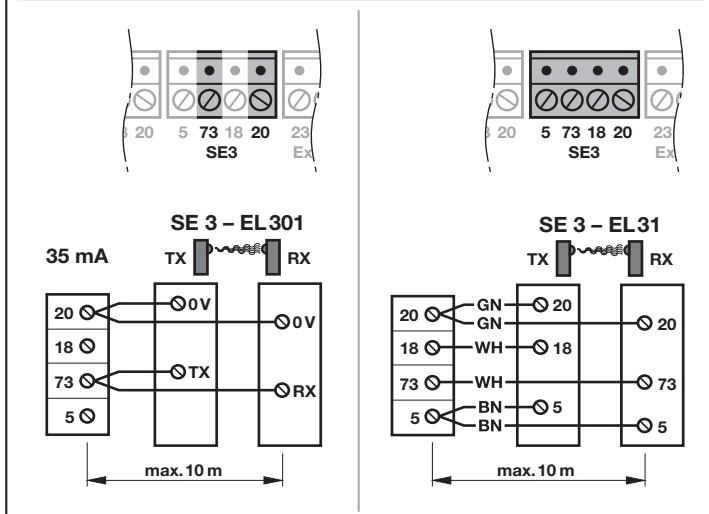 20 5 73 18 20 23
SE3 Ex
SE 3 – EL301
35 mA TX RX
20 0V
0V
18
TX
73
RX
5
max. 10 m
3 20 5 73 18 20 23
SE3 Ex
SE 3 – EL31
TX RX
20 GN 20
GN 20
18 WH 18
73 WH 73
5 BN 5
BN 5
max. 10 m